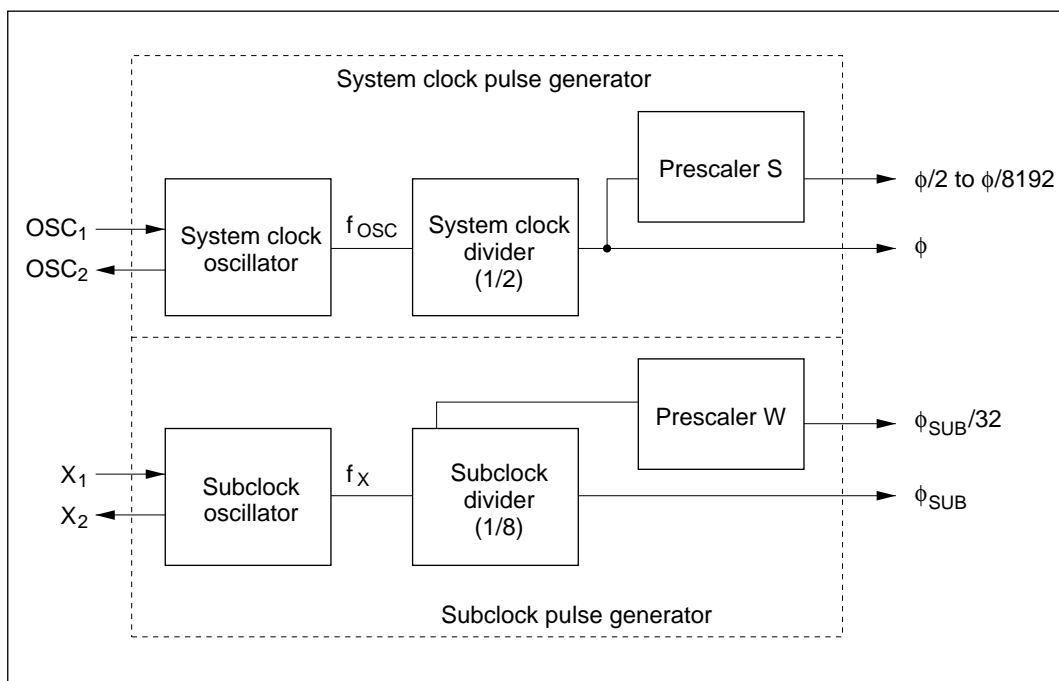 System clock pulse generator
Prescaler S
ϕ/2 to ϕ/8192
OSC1
OSC2
System clock
oscillator
fOSC
System clock
divider
(1/2)
ϕ
Prescaler W
ϕSUB/32
X1
X2
Subclock
oscillator
fX
Subclock
divider
(1/8)
ϕSUB
Subclock pulse generator